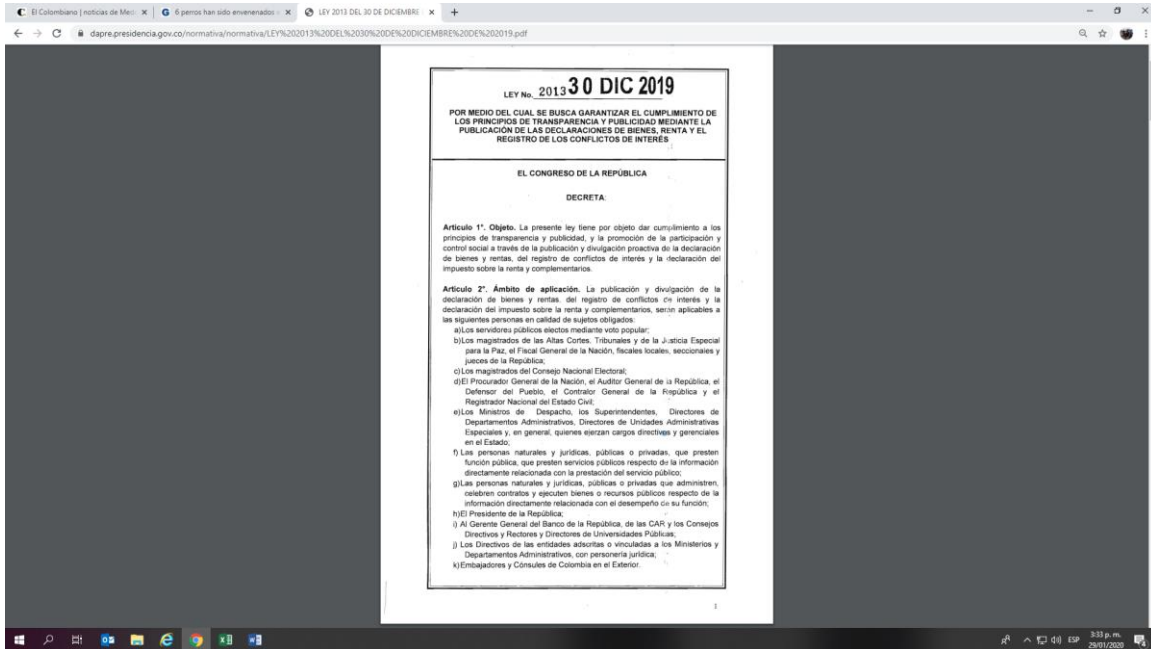 El Colombiano | noticias de Med
6 perros han sido envenenados
LEY 2013 DEL 30 DE DICIEMBRE
dapre.presidencia.gov.co/normativa/normativa/LEY%202013%20DEL%2030%20DE%20DICIEMBRE%20DE%202019.pdf
LEY No. 2013 30 DIC 2019
POR MEDIO DEL CUAL SE BUSCA GARANTIZAR EL CUMPLIMIENTO DE
LOS PRINCIPIOS DE TRANSPARENCIA Y PUBLICIDAD MEDIANTE LA
PUBLICACIÓN DE LAS DECLARACIONES DE BIENES, RENTA Y EL
REGISTRO DE LOS CONFLICTOS DE INTERÉS
EL CONGRESO DE LA REPÚBLICA
DECRETA:
Artículo 1°. Objeto. La presente ley tiene por objeto dar cumplimiento a los
principios de transparencia y publicidad, y la promoción de la participación y
control social a través de la publicación y divulgación proactiva de la declaración
de bienes y rentas, del registro de conflictos de interés y la declaración del
impuesto sobre la renta y complementarios.
Artículo 2°. Ámbito de aplicación. La publicación y divulgación de la
declaración de bienes y rentas, del registro de conflictos de interés y la
declaración del impuesto sobre la renta y complementarios, serán aplicables a
las siguientes personas en calidad de sujetos obligados:
a)Los servidores públicos electos mediante voto popular;
b)Los magistrados de las Altas Cortes, Tribunales y de la Justicia Especial
para la Paz, el Fiscal General de la Nación, fiscales locales, seccionales y
jueces de la República;
c)Los magistrados del Consejo Nacional Electoral;
d)El Procurador General de la Nación, el Auditor General de la República, el
Defensor del Pueblo, el Contralor General de la República y el
Registrador Nacional del Estado Civil;
e)Los Ministros de Despacho, los Superintendentes, Directores de
Departamentos Administrativos, Directores de Unidades Administrativas
Especiales y, en general, quienes ejerzan cargos directivos y gerenciales
en el Estado;
f) Las personas naturales y jurídicas, públicas o privadas, que presten
función pública, que presten servicios públicos respecto de la información
directamente relacionada con la prestación del servicio público;
g)Las personas naturales y jurídicas, públicas o privadas que administren,
celebren contratos y ejecuten bienes o recursos públicos respecto de la
información directamente relacionada con el desempeño de su función;
h)El Presidente de la República;
i) Al Gerente General del Banco de la República, de las CAR y los Consejos
Directivos y Rectores y Directores de Universidades Públicas;
j) Los Directivos de las entidades adscritas o vinculadas a los Ministerios y
Departamentos Administrativos, con personería jurídica;
k)Embajadores y Cónsules de Colombia en el Exterior.
1
ESP
3:33 p. m.
29/01/2020